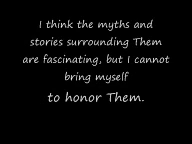 I think the myths and
stories surrounding Them
are fascinating, but I cannot
bring myself
to honor Them.